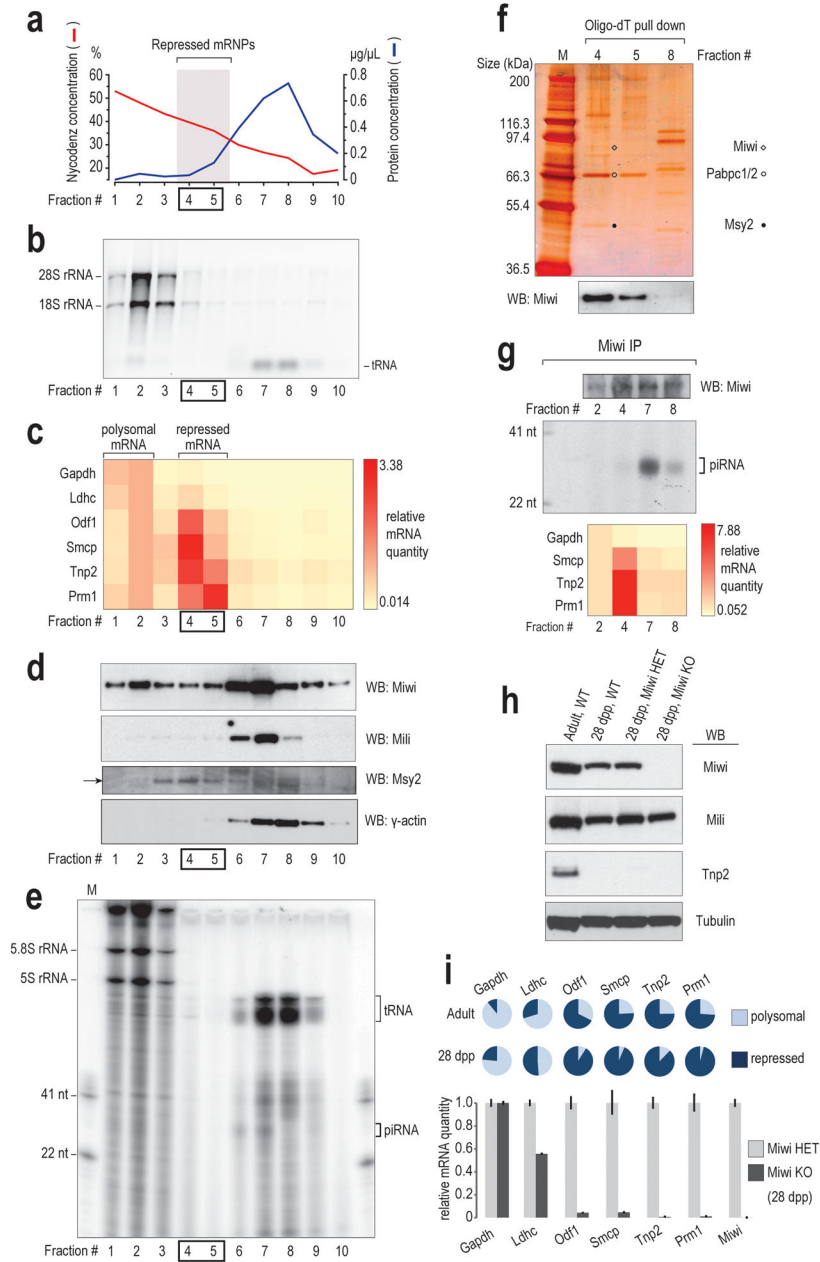 a
Repressed mRNPs
Nycodenz concentration (—)
%
µg/µL
Protein concentration (—)
60
50
40
30
20
0.8
0.6
0.4
0.2
0
Fraction # 1 2 3 4 5 6 7 8 9 10
b
28S rRNA
18S rRNA
tRNA
Fraction # 1 2 3 4 5 6 7 8 9 10
c
polysomal mRNA
repressed mRNA
Gapdh
Ldhc
Odf1
Smcp
Tnp2
Prm1
3.38
relative mRNA quantity
0.014
Fraction # 1 2 3 4 5 6 7 8 9 10
d
WB: Miwi
WB: Mili
WB: Msy2
WB: γ-actin
Fraction # 1 2 3 4 5 6 7 8 9 10
e
M
5.8S rRNA
5S rRNA
41 nt
22 nt
tRNA
piRNA
Fraction # 1 2 3 4 5 6 7 8 9 10
f
Oligo-dT pull down
Size (kDa) M 4 5 8 Fraction #
200
116.3
97.4
66.3
55.4
36.5
Miwi ◇
Pabpc1/2 ○
Msy2 •
WB: Miwi
g
Miwi IP
WB: Miwi
Fraction # 2 4 7 8
41 nt
22 nt
piRNA
Gapdh
Smcp
Tnp2
Prm1
7.88
relative mRNA quantity
0.052
Fraction # 2 4 7 8
h
Adult, WT
28 dpp, WT
28 dpp, Miwi HET
28 dpp, Miwi KO
WB
Miwi
Mili
Tnp2
Tubulin
i
Gapdh Ldhc Odf1 Smcp Tnp2 Prm1
Adult
28 dpp
polysomal
repressed
relative mRNA quantity
1.0
0.8
0.6
0.4
0.2
0
Gapdh Ldhc Odf1 Smcp Tnp2 Prm1 Miwi
Miwi HET
Miwi KO
(28 dpp)